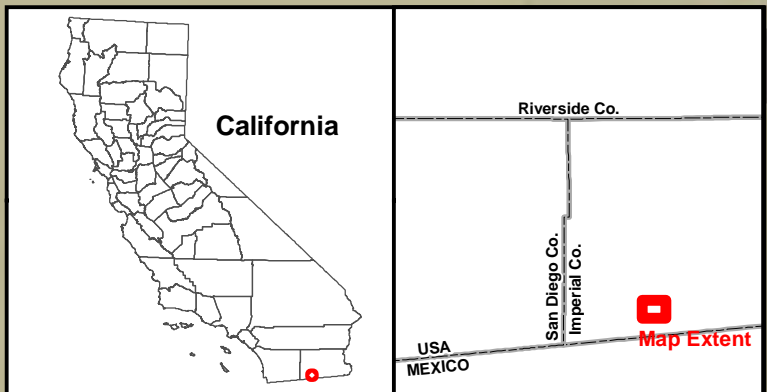 California
Riverside Co.
San Diego Co.
Imperial Co.
Map Extent
USA
MEXICO